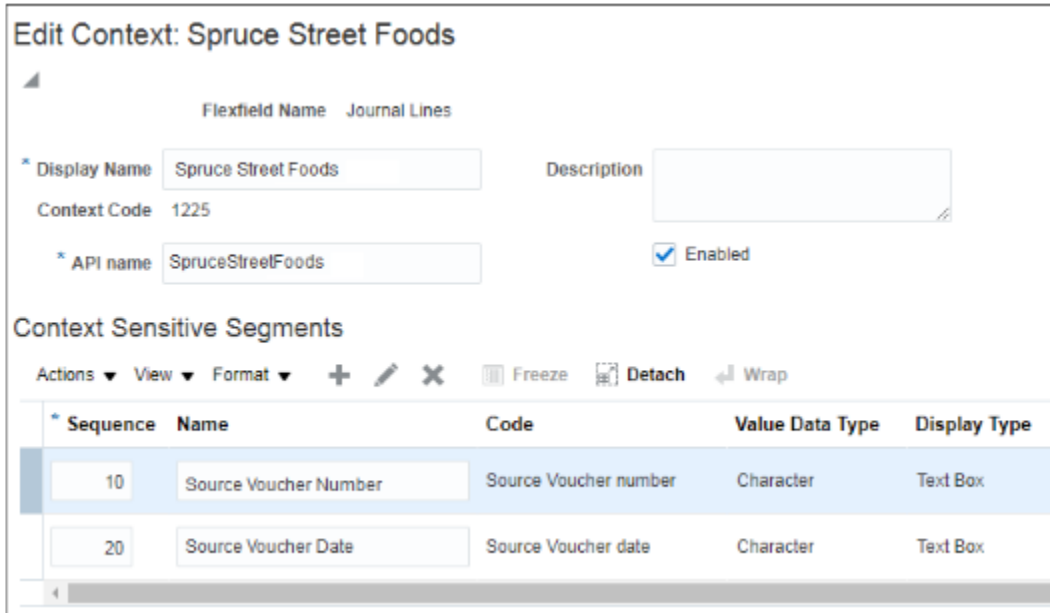 Edit Context: Spruce Street Foods
Flexfield Name Journal Lines
* Display Name Spruce Street Foods Description
Context Code 1225
* API name SpruceStreetFoods Enabled
Context Sensitive Segments
Actions View Format Freeze Detach Wrap
* Sequence Name Code Value Data Type Display Type
10 Source Voucher Number Source Voucher number Character Text Box
20 Source Voucher Date Source Voucher date Character Text Box